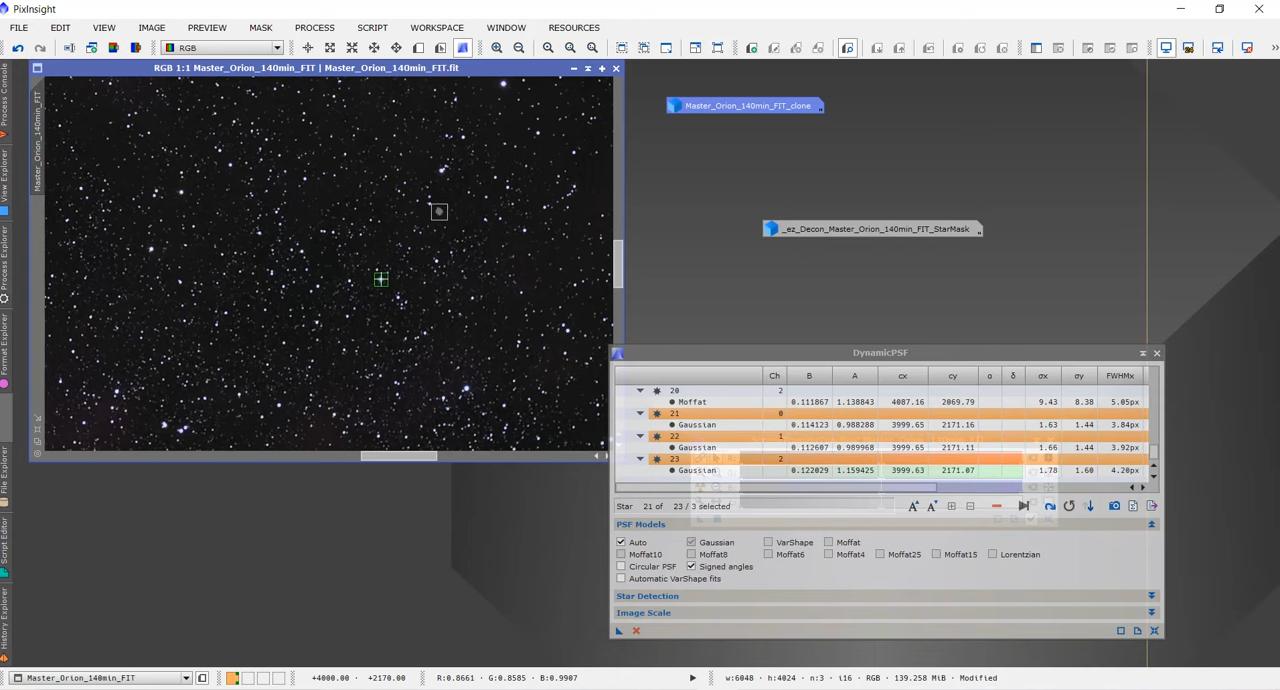 PixInsight
FILE EDIT VIEW IMAGE PREVIEW MASK PROCESS SCRIPT WORKSPACE WINDOW RESOURCES
RGB
RGB 1:1 Master_Orion_140min_FIT | Master_Orion_140min_FIT.fit
Process Console
View Explorer
Process Explorer
Format Explorer
File Explorer
Script Editor
History Explorer
Master_Orion_140min_FIT
Master_Orion_140min_FIT_clone
_ez_Decon_Master_Orion_140min_FIT_StarMask
DynamicPSF
Ch B A cx cy α δ σx σy FWHMx
20 2
Moffat 0.111867 1.138843 4087.16 2069.79 9.43 8.38 5.05px
21 0
Gaussian 0.114123 0.988288 3999.65 2171.16 1.63 1.44 3.84px
22 1
Gaussian 0.112607 0.989968 3999.65 2171.11 1.66 1.44 3.92px
23 2
Gaussian 0.122029 1.159425 3999.63 2171.07 1.78 1.60 4.20px
Star 21 of 23 / 3 selected
PSF Models
Auto Gaussian VarShape Moffat
Moffat10 Moffat8 Moffat6 Moffat4 Moffat25 Moffat15 Lorentzian
Circular PSF Signed angles
Automatic VarShape fits
Star Detection
Image Scale
Master_Orion_140min_FIT +4000.00 +2170.00 R:0.8661 G:0.8585 B:0.9907 w:6048 · h:4024 · n:3 · i16 · RGB · 139.258 MiB · Modified